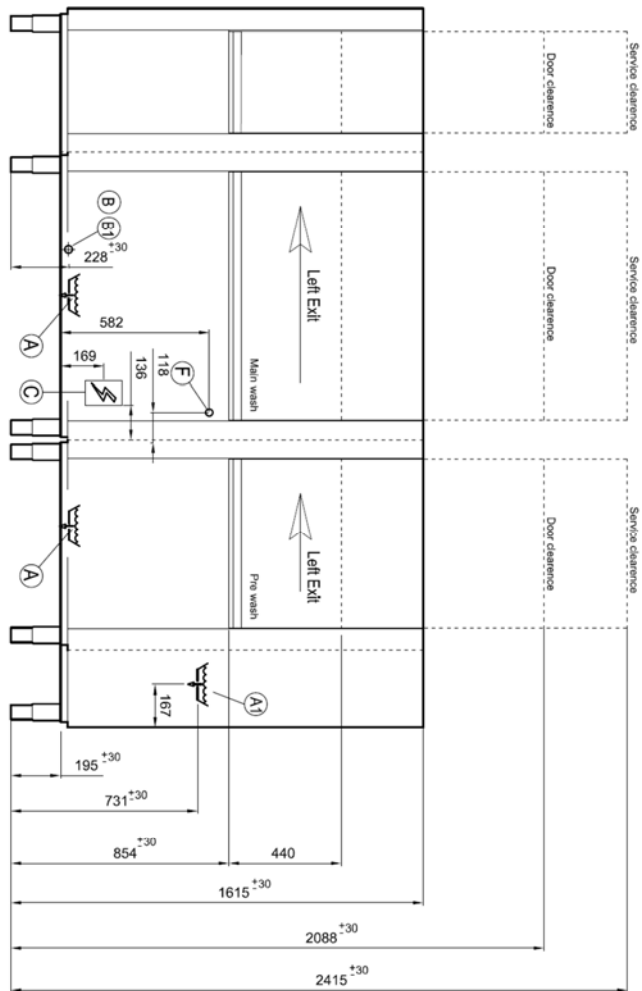 Service clearence
Service clearence
Service clearence
Door clearence
Door clearence
Door clearence
B
B1
228 +30
-
A
582
Left Exit
Main wash
169
136
118
F
C
Left Exit
Pre wash
A
A1
167
195 +30
-
731 +30
-
854 +30
-
440
1615 +30
-
2088 +30
-
2415 +30
-